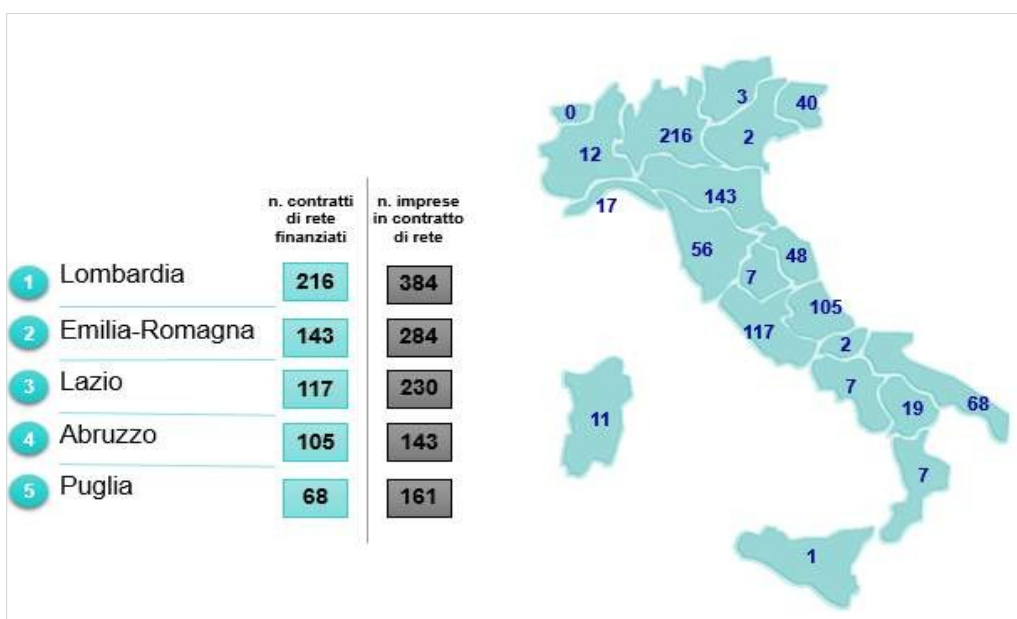 n. contratti
di rete
finanziati
n. imprese
in contratto
di rete
1 Lombardia 216 384
2 Emilia-Romagna 143 284
3 Lazio 117 230
4 Abruzzo 105 143
5 Puglia 68 161
3
40
0
216
2
12
143
17
56
48
7
105
117
2
7
19
68
11
7
1